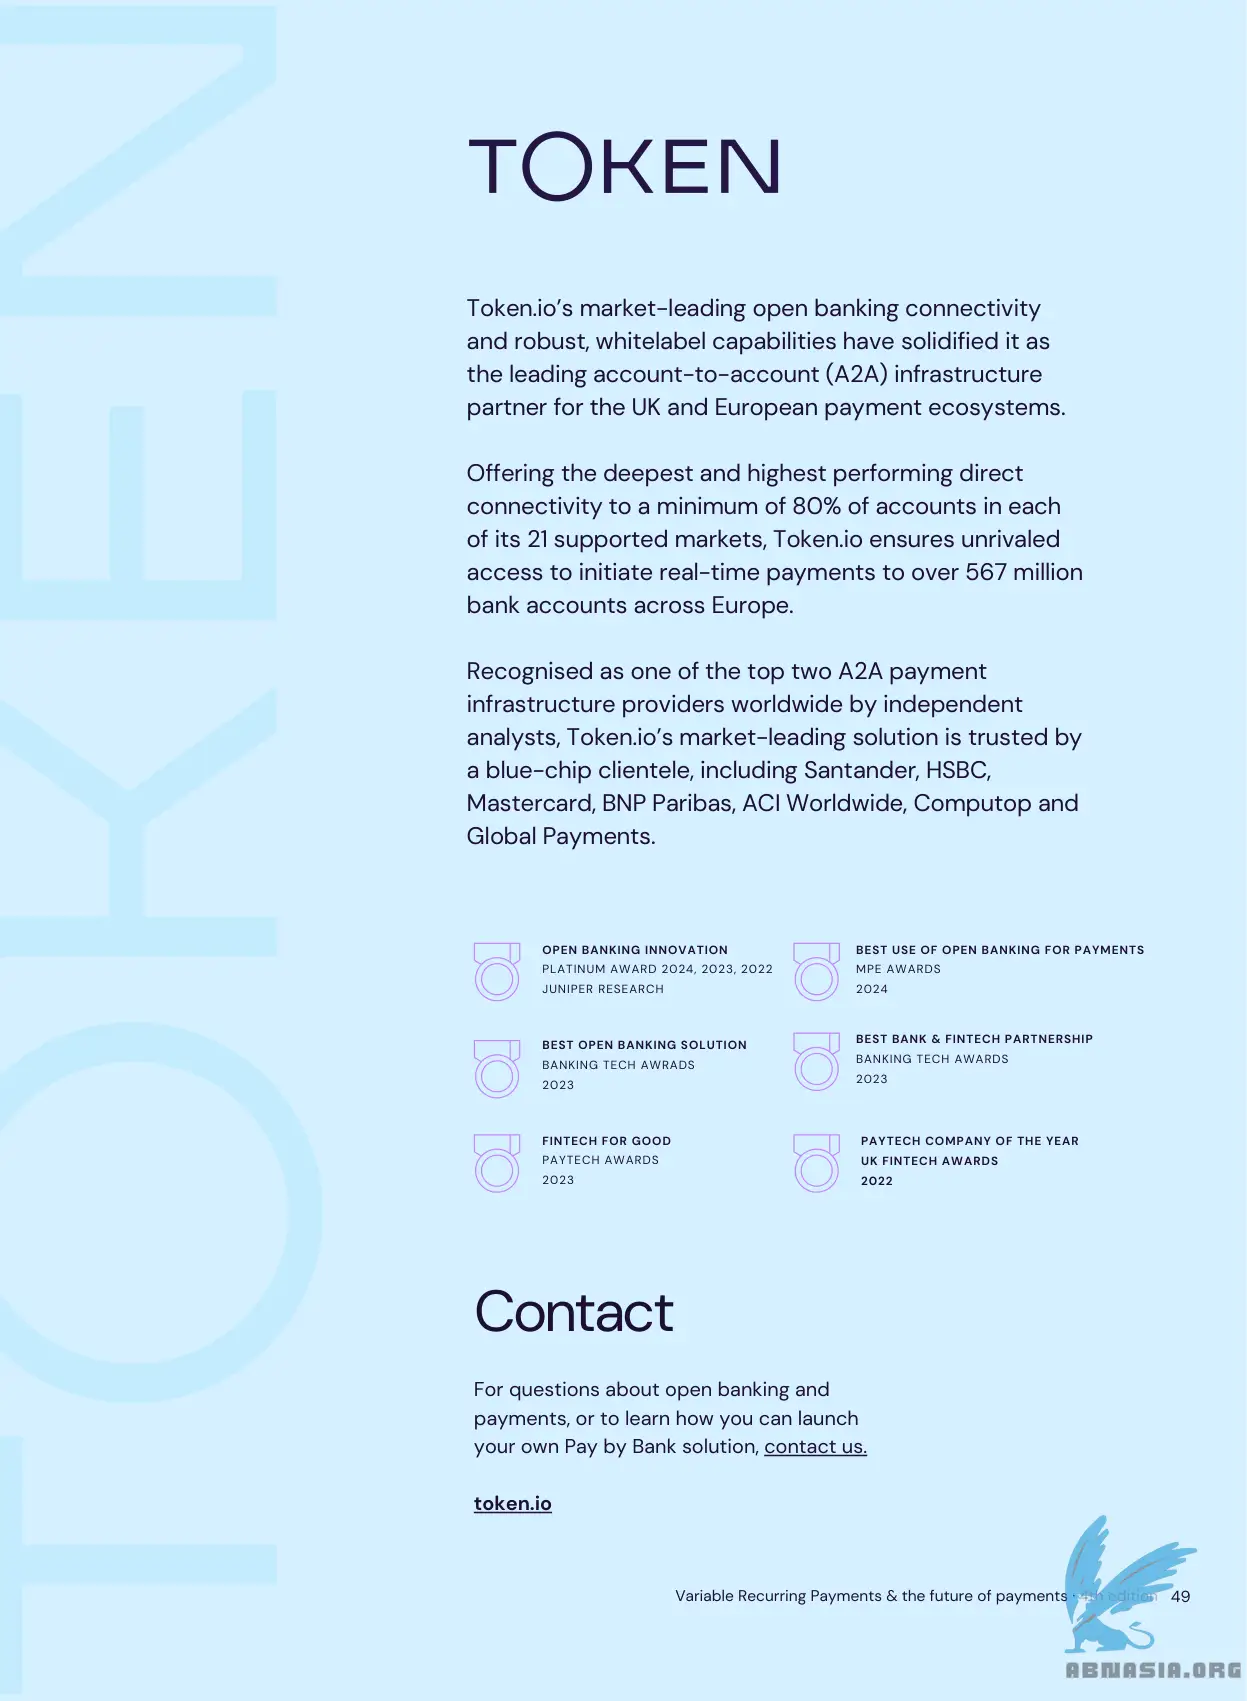 TOKEN
TOKEN
Token.io’s market-leading open banking connectivity
and robust, whitelabel capabilities have solidified it as
the leading account-to-account (A2A) infrastructure
partner for the UK and European payment ecosystems.
Offering the deepest and highest performing direct
connectivity to a minimum of 80% of accounts in each
of its 21 supported markets, Token.io ensures unrivaled
access to initiate real-time payments to over 567 million
bank accounts across Europe.
Recognised as one of the top two A2A payment
infrastructure providers worldwide by independent
analysts, Token.io’s market-leading solution is trusted by
a blue-chip clientele, including Santander, HSBC,
Mastercard, BNP Paribas, ACI Worldwide, Computop and
Global Payments.
OPEN BANKING INNOVATION
PLATINUM AWARD 2024, 2023, 2022
JUNIPER RESEARCH
BEST USE OF OPEN BANKING FOR PAYMENTS
MPE AWARDS
2024
BEST OPEN BANKING SOLUTION
BANKING TECH AWRADS
2023
BEST BANK & FINTECH PARTNERSHIP
BANKING TECH AWARDS
2023
FINTECH FOR GOOD
PAYTECH AWARDS
2023
PAYTECH COMPANY OF THE YEAR
UK FINTECH AWARDS
2022
Contact
For questions about open banking and
payments, or to learn how you can launch
your own Pay by Bank solution, contact us.
token.io
Variable Recurring Payments & the future of payments · 4th edition 49
ABNASIA.ORG